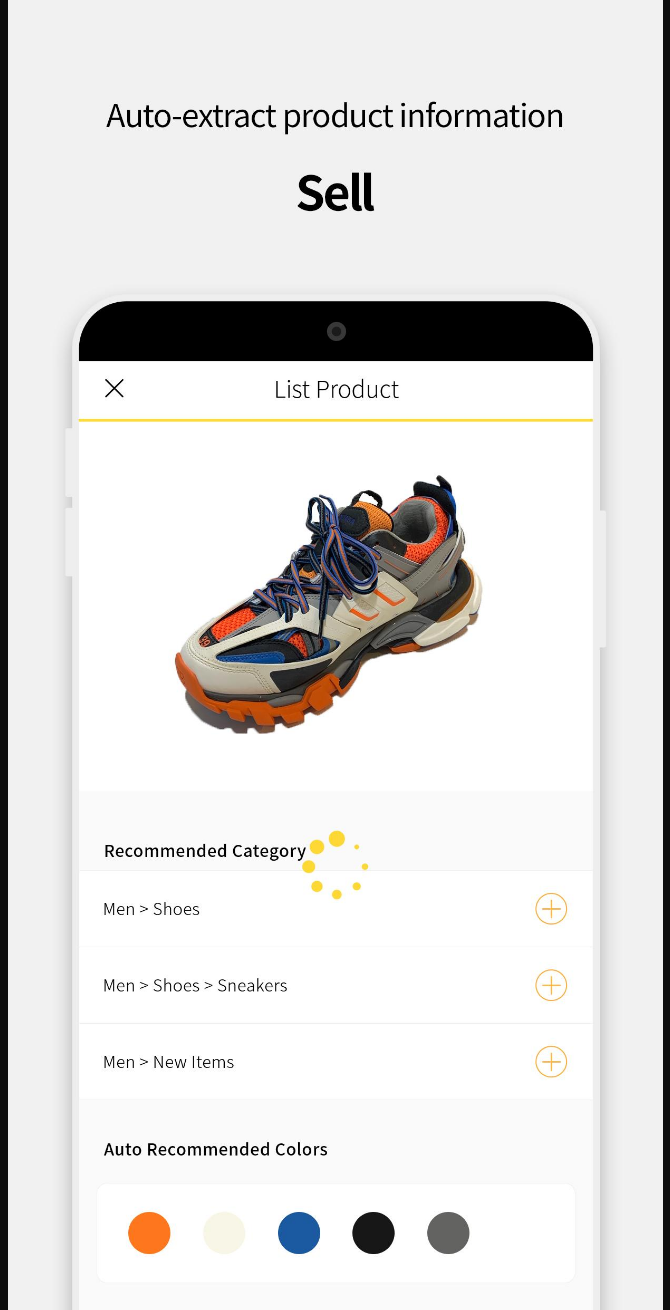 Auto-extract product information
Sell
List Product
Recommended Category
Men > Shoes
Men > Shoes > Sneakers
Men > New Items
Auto Recommended Colors